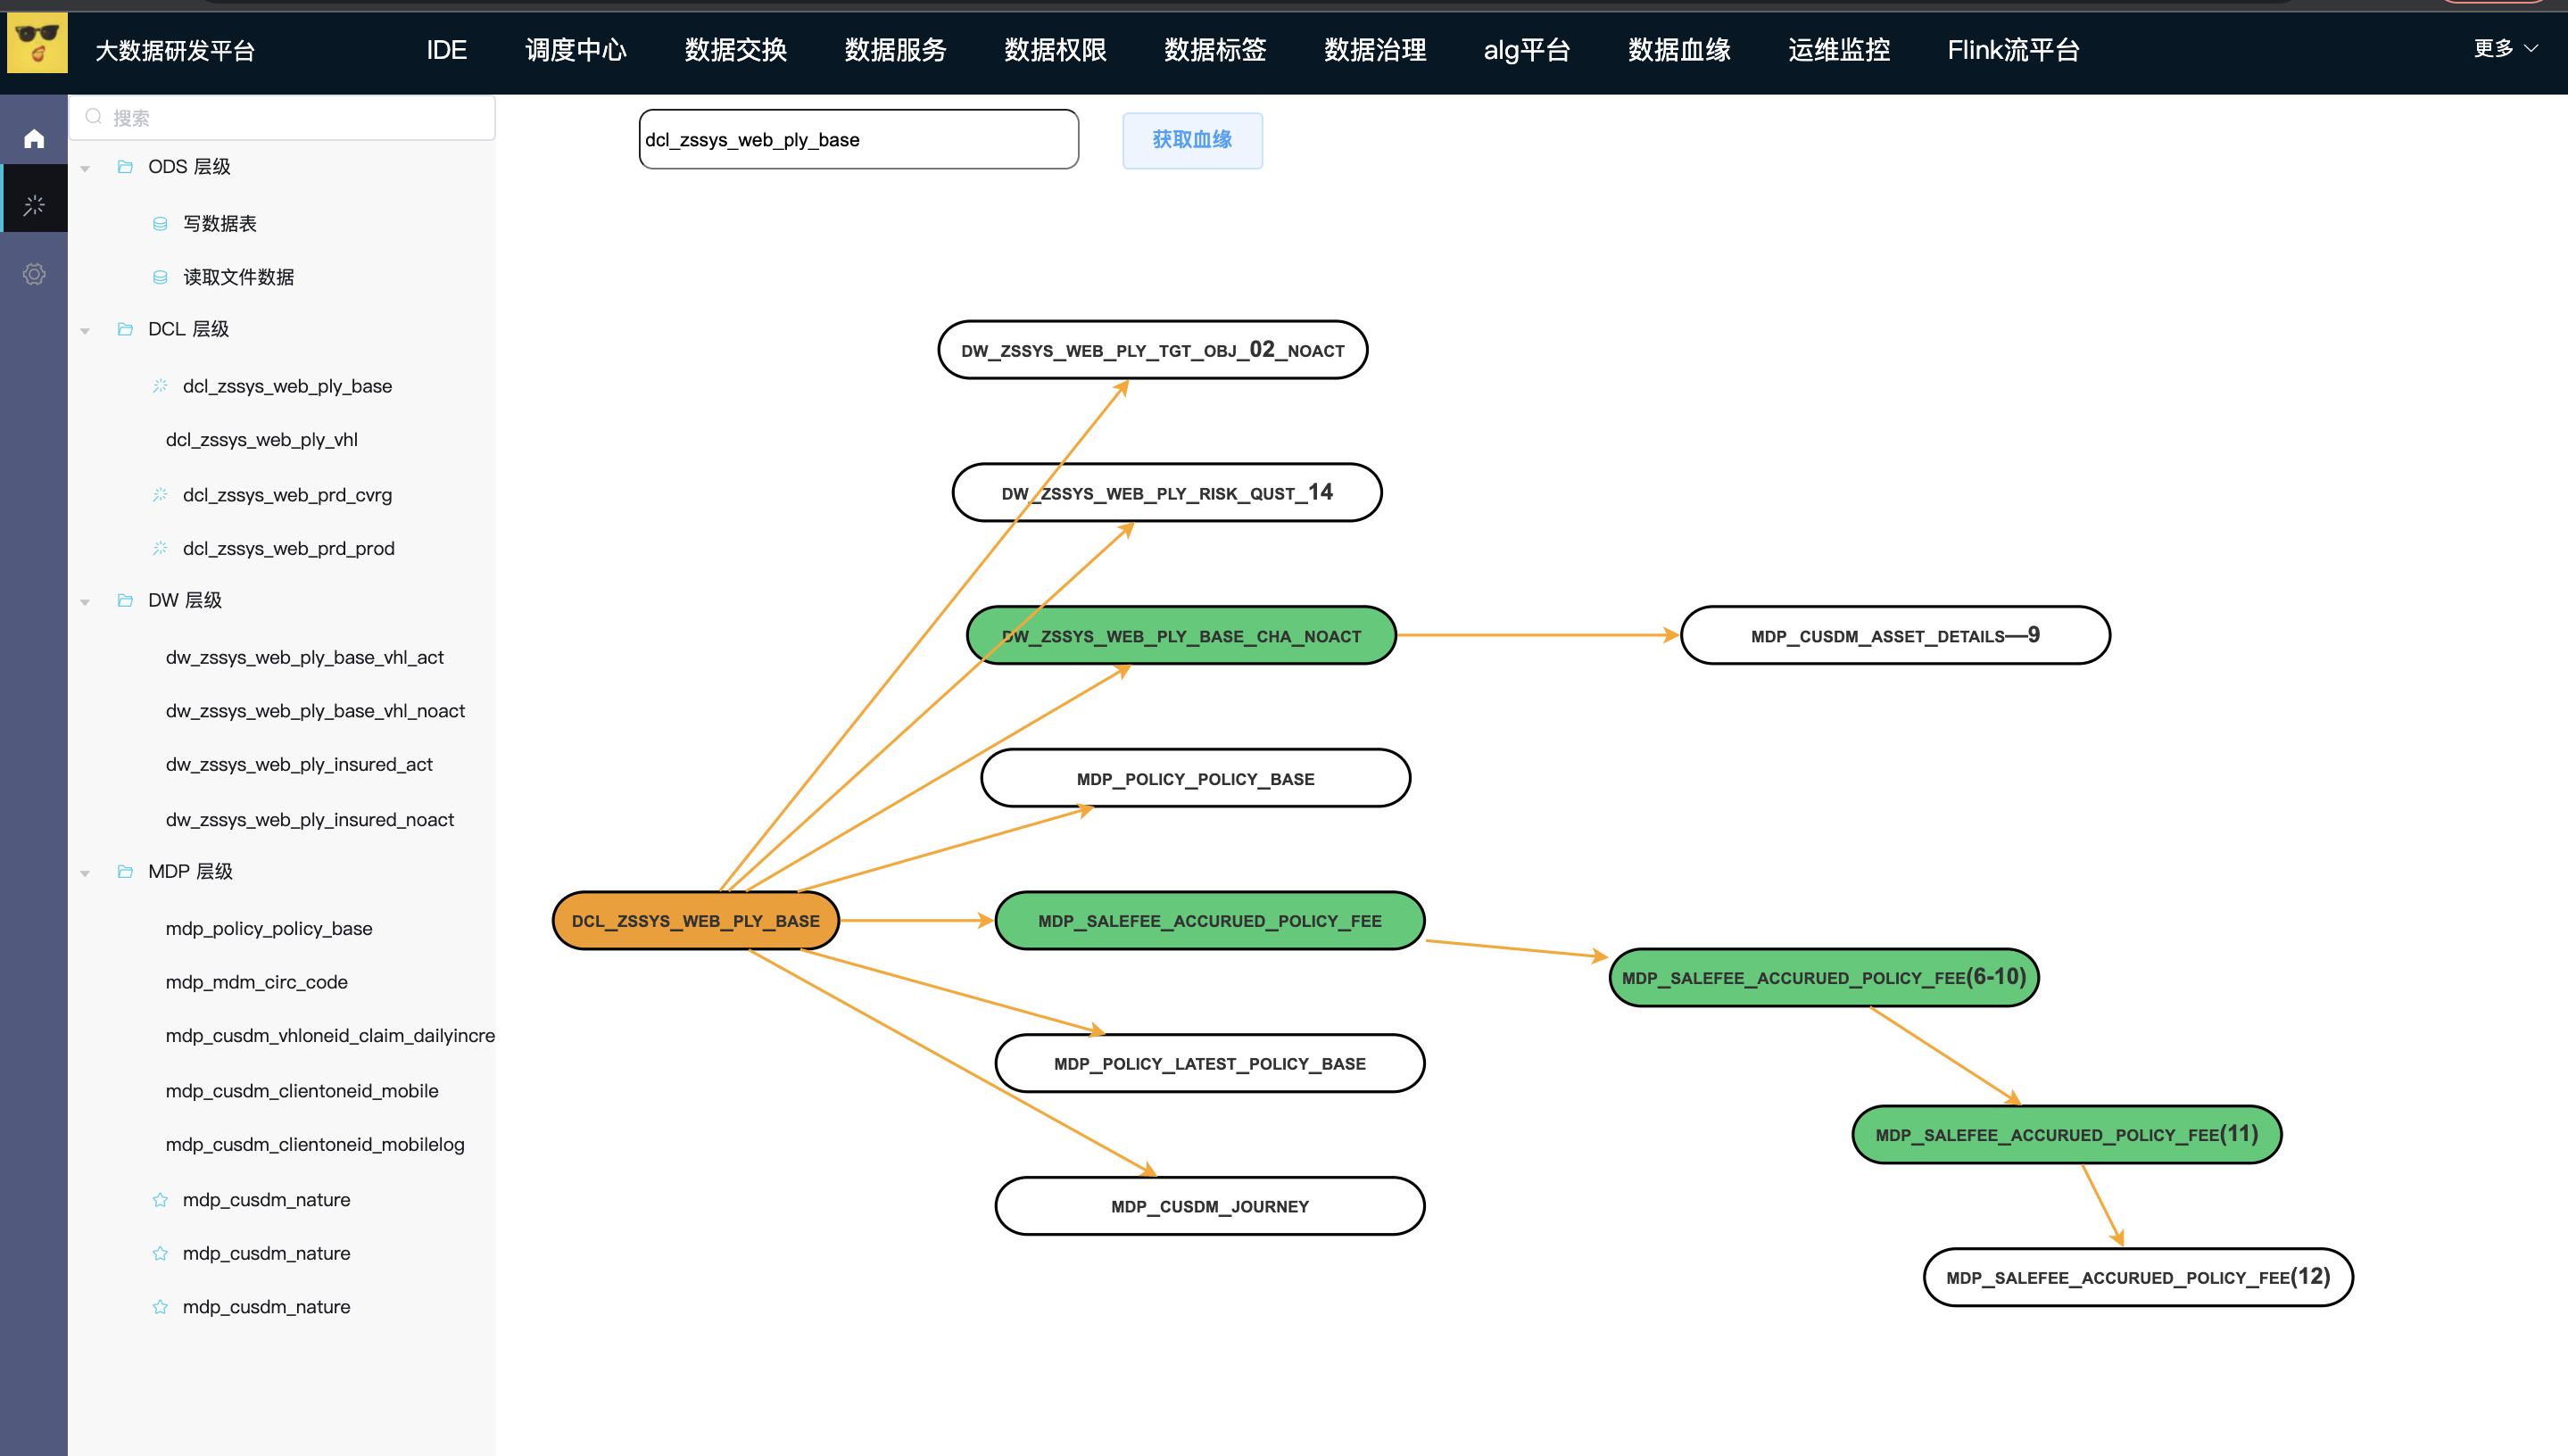 大数据研发平台 IDE 调度中心 数据交换 数据服务 数据权限 数据标签 数据治理 alg平台 数据血缘 运维监控 Flink流平台 更多
搜索
ODS 层级
写数据表
读取文件数据
DCL 层级
dcl_zssys_web_ply_base
dcl_zssys_web_ply_vhl
dcl_zssys_web_prd_cvrg
dcl_zssys_web_prd_prod
DW 层级
dw_zssys_web_ply_base_vhl_act
dw_zssys_web_ply_base_vhl_noact
dw_zssys_web_ply_insured_act
dw_zssys_web_ply_insured_noact
MDP 层级
mdp_policy_policy_base
mdp_mdm_circ_code
mdp_cusdm_vhloneid_claim_dailyincre
mdp_cusdm_clientoneid_mobile
mdp_cusdm_clientoneid_mobilelog
mdp_cusdm_nature
mdp_cusdm_nature
mdp_cusdm_nature
dcl_zssys_web_ply_base 获取血缘
DW_ZSSYS_WEB_PLY_TGT_OBJ_02_NOACT
DW_ZSSYS_WEB_PLY_RISK_QUST_14
DW_ZSSYS_WEB_PLY_BASE_CHA_NOACT
MDP_CUSDM_ASSET_DETAILS—9
MDP_POLICY_POLICY_BASE
DCL_ZSSYS_WEB_PLY_BASE
MDP_SALEFEE_ACCURUED_POLICY_FEE
MDP_SALEFEE_ACCURUED_POLICY_FEE(6-10)
MDP_POLICY_LATEST_POLICY_BASE
MDP_SALEFEE_ACCURUED_POLICY_FEE(11)
MDP_CUSDM_JOURNEY
MDP_SALEFEE_ACCURUED_POLICY_FEE(12)